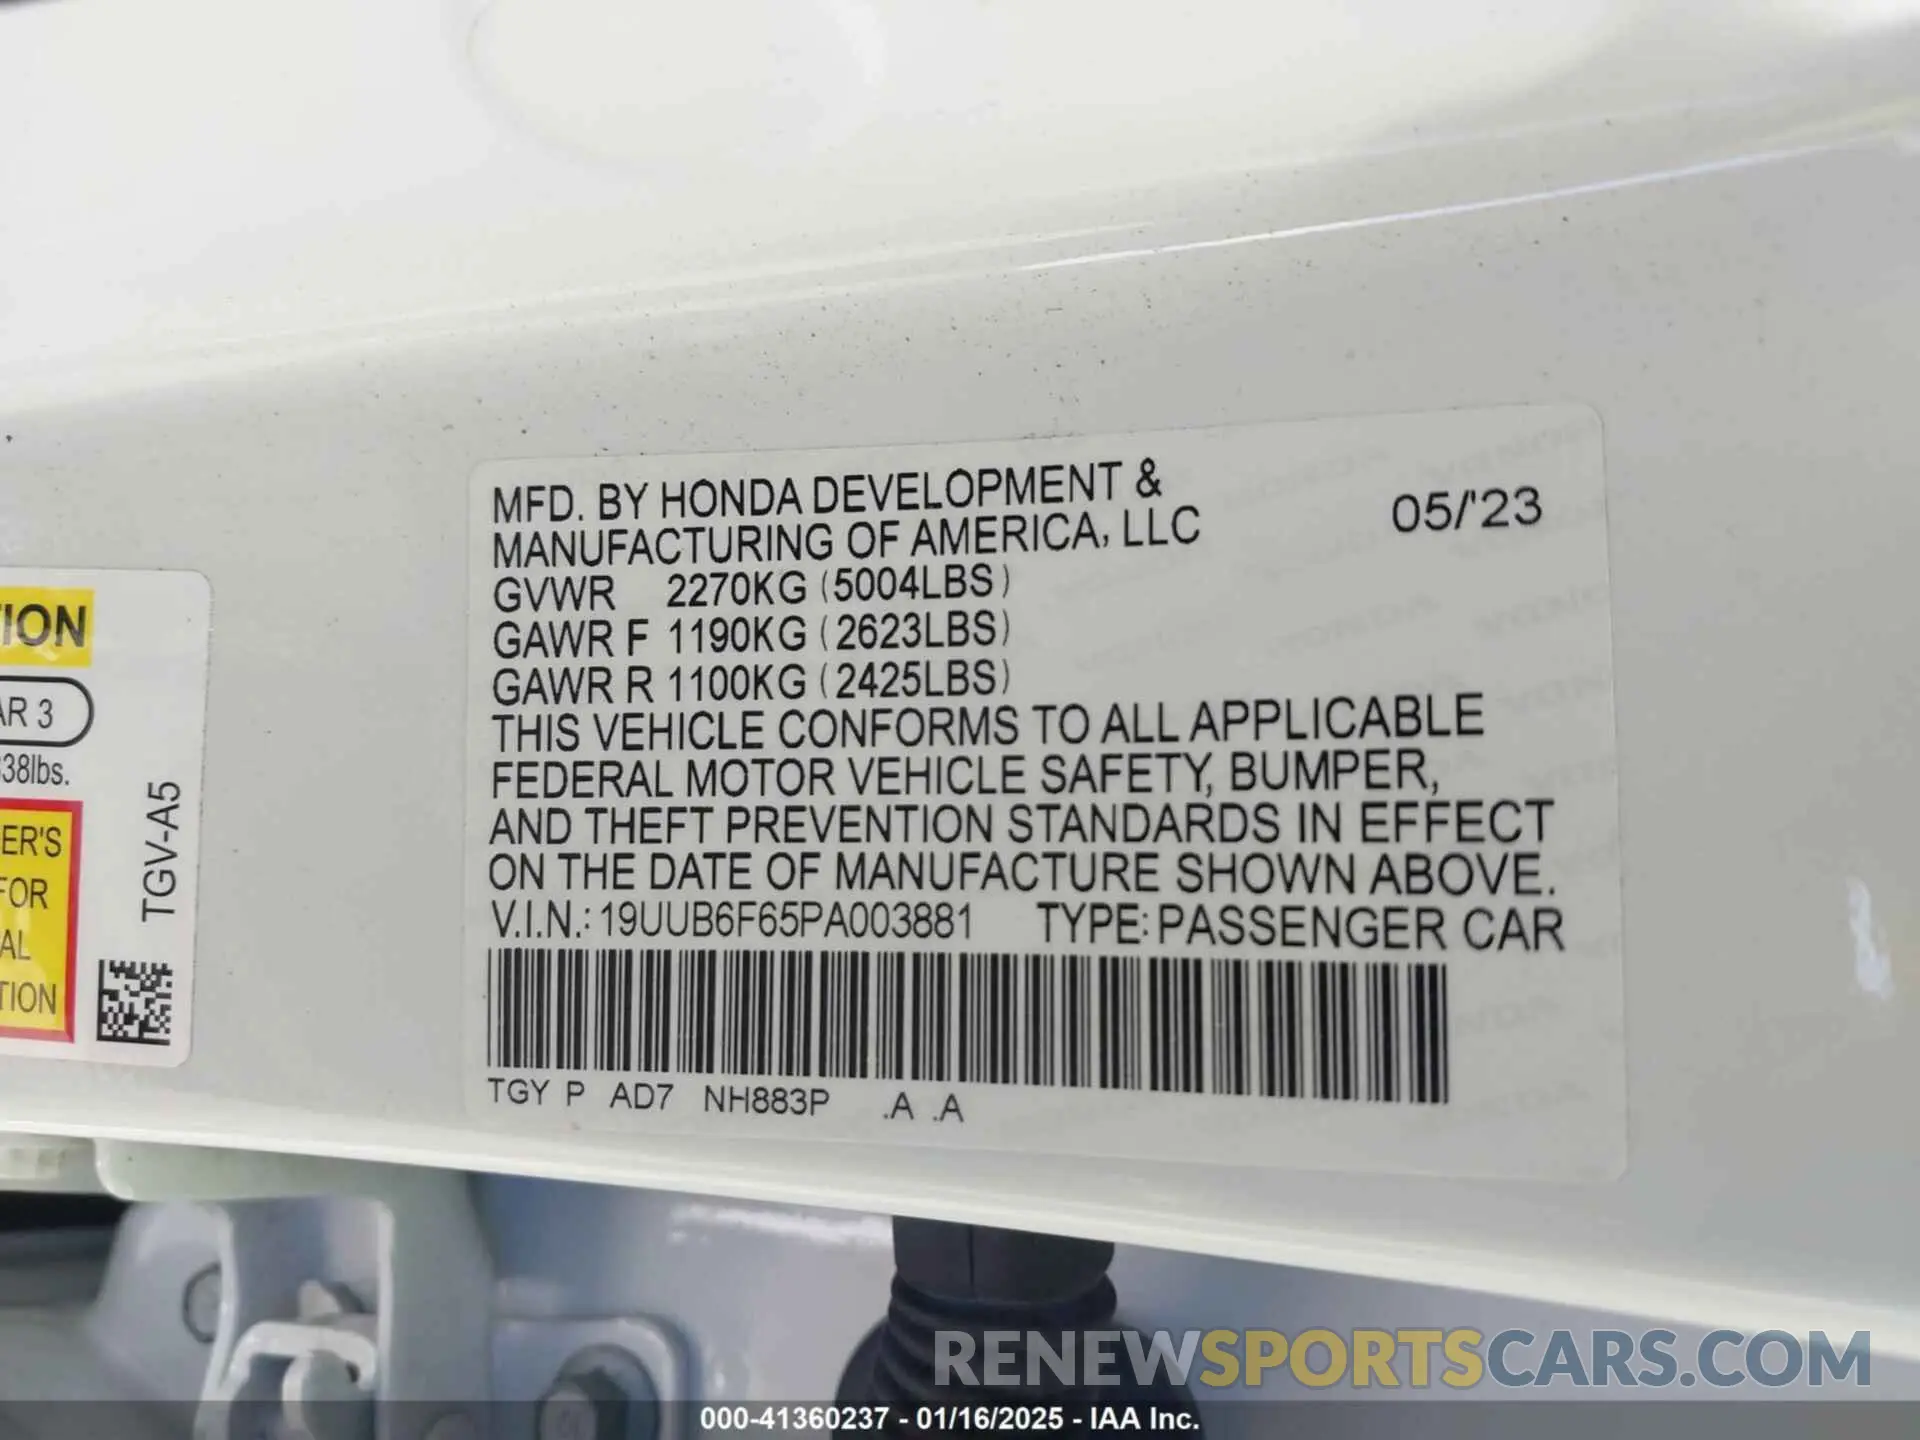 TION
AR 3
38lbs.
ER'S
FOR
AL
TION
TGV-A5
MFD. BY HONDA DEVELOPMENT &
MANUFACTURING OF AMERICA, LLC 05/'23
GVWR 2270KG (5004LBS)
GAWR F 1190KG (2623LBS)
GAWR R 1100KG (2425LBS)
THIS VEHICLE CONFORMS TO ALL APPLICABLE
FEDERAL MOTOR VEHICLE SAFETY, BUMPER,
AND THEFT PREVENTION STANDARDS IN EFFECT
ON THE DATE OF MANUFACTURE SHOWN ABOVE.
V.I.N.: 19UUB6F65PA003881 TYPE: PASSENGER CAR
TGY P AD7 NH883P .A .A
RENEWSPORTSCARS.COM
000-41360237 - 01/16/2025 - IAA Inc.